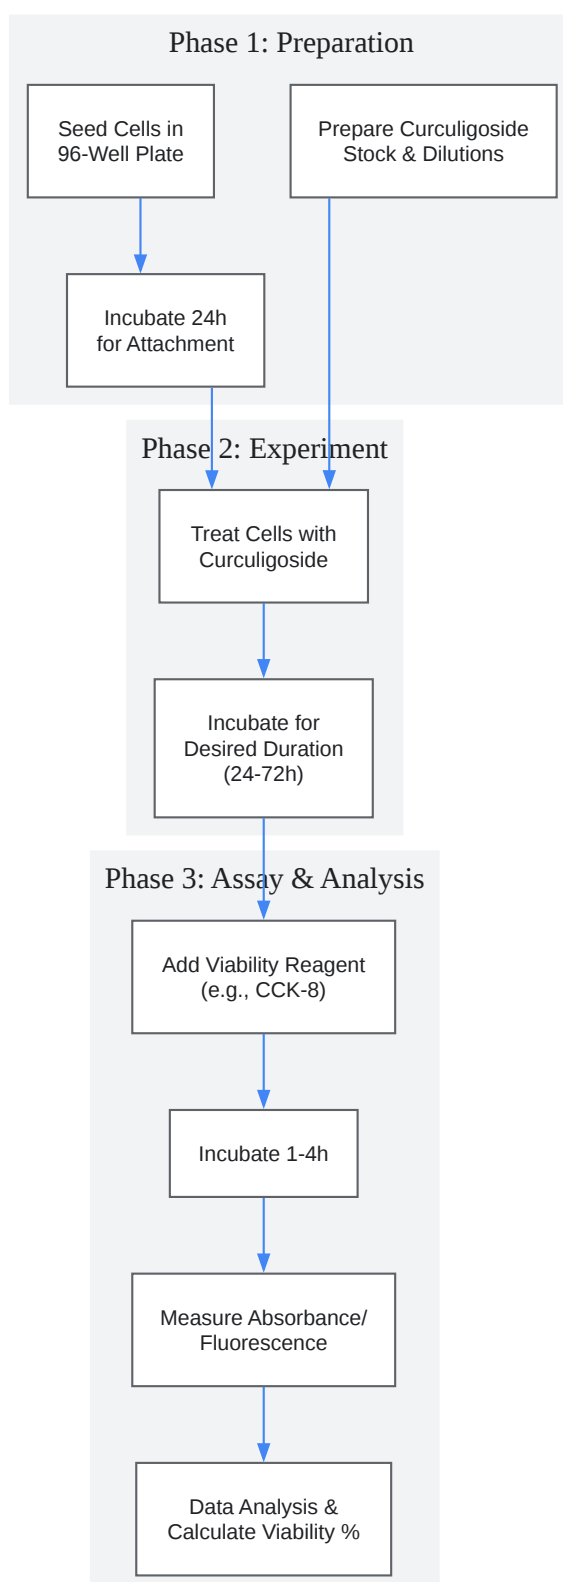 Phase 1: Preparation
Seed Cells in
96-Well Plate
Prepare Curculigoside
Stock & Dilutions
Incubate 24h
for Attachment
Phase 2: Experiment
Treat Cells with
Curculigoside
Incubate for
Desired Duration
(24-72h)
Phase 3: Assay & Analysis
Add Viability Reagent
(e.g., CCK-8)
Incubate 1-4h
Measure Absorbance/
Fluorescence
Data Analysis &
Calculate Viability %